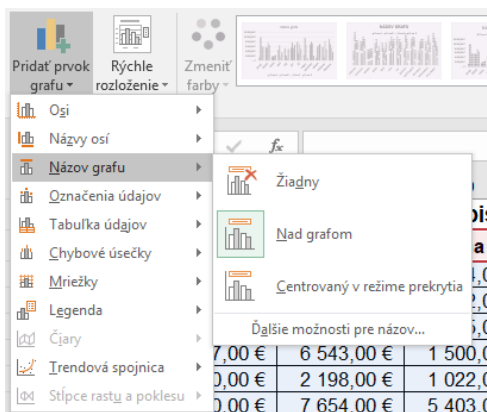 Pridať prvok
grafu
Rýchle
rozloženie
Zmeniť
farby
Osi
Názvy osí
Názov grafu
Označenia údajov
Tabuľka údajov
Chybové úsečky
Mriežky
Legenda
Čiary
Trendová spojnica
Stĺpce rastu a poklesu
fx
Žiadny
Nad grafom
Centrovaný v režime prekrytia
Ďalšie možnosti pre názov...
7,00 € 6 543,00 € 1 500,
0,00 € 2 198,00 € 1 022,
0,00 € 7 654,00 € 5 403,0